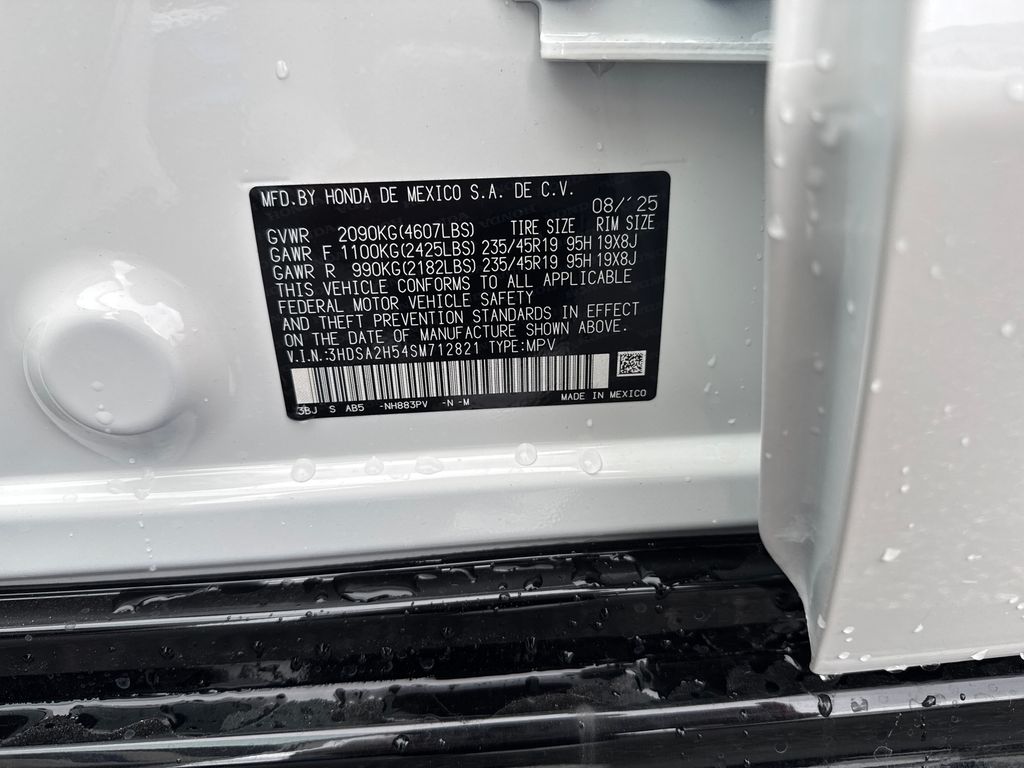 MFD.BY HONDA DE MEXICO S.A. DE C.V.
08/'25
GVWR 2090KG(4607LBS) TIRE SIZE RIM SIZE
GAWR F 1100KG(2425LBS) 235/45R19 95H 19X8J
GAWR R 990KG(2182LBS) 235/45R19 95H 19X8J
THIS VEHICLE CONFORMS TO ALL APPLICABLE
FEDERAL MOTOR VEHICLE SAFETY
AND THEFT PREVENTION STANDARDS IN EFFECT
ON THE DATE OF MANUFACTURE SHOWN ABOVE.
V.I.N.:3HDSA2H54SM712821 TYPE:MPV
3BJ S AB5 -NH883PV -N -M MADE IN MEXICO